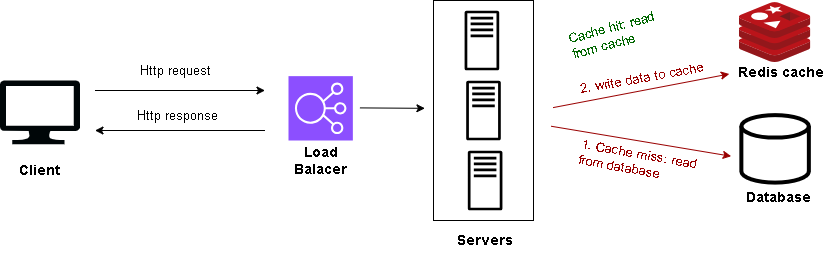 Http request
Http response
Client
Load
Balacer
Servers
Cache hit: read
from cache
2. write data to cache
Redis cache
1. Cache miss: read
from database
Database